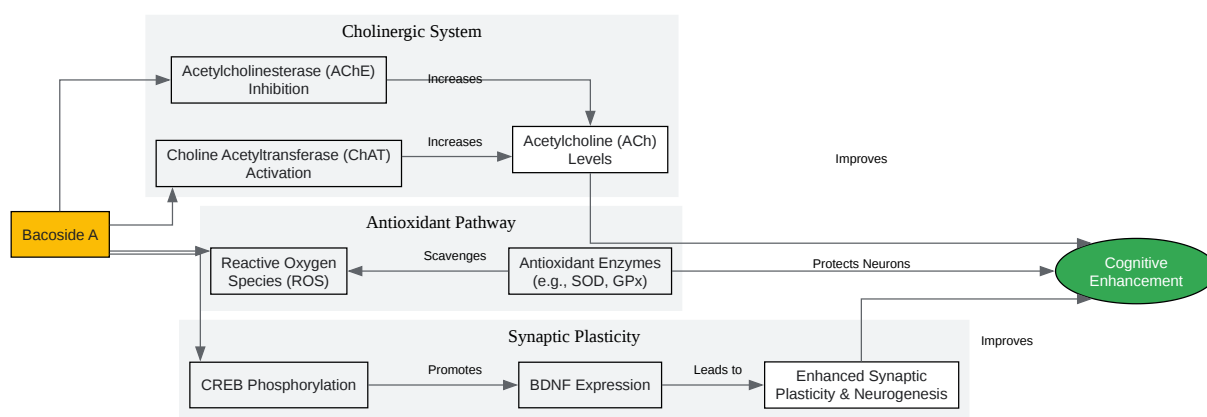 Cholinergic System
Acetylcholinesterase (AChE)
Inhibition
Increases
Choline Acetyltransferase (ChAT)
Activation
Increases
Acetylcholine (ACh)
Levels
Improves
Bacoside A
Antioxidant Pathway
Reactive Oxygen
Species (ROS)
Scavenges
Antioxidant Enzymes
(e.g., SOD, GPx)
Protects Neurons
Cognitive
Enhancement
Synaptic Plasticity
Improves
CREB Phosphorylation
Promotes
BDNF Expression
Leads to
Enhanced Synaptic
Plasticity & Neurogenesis